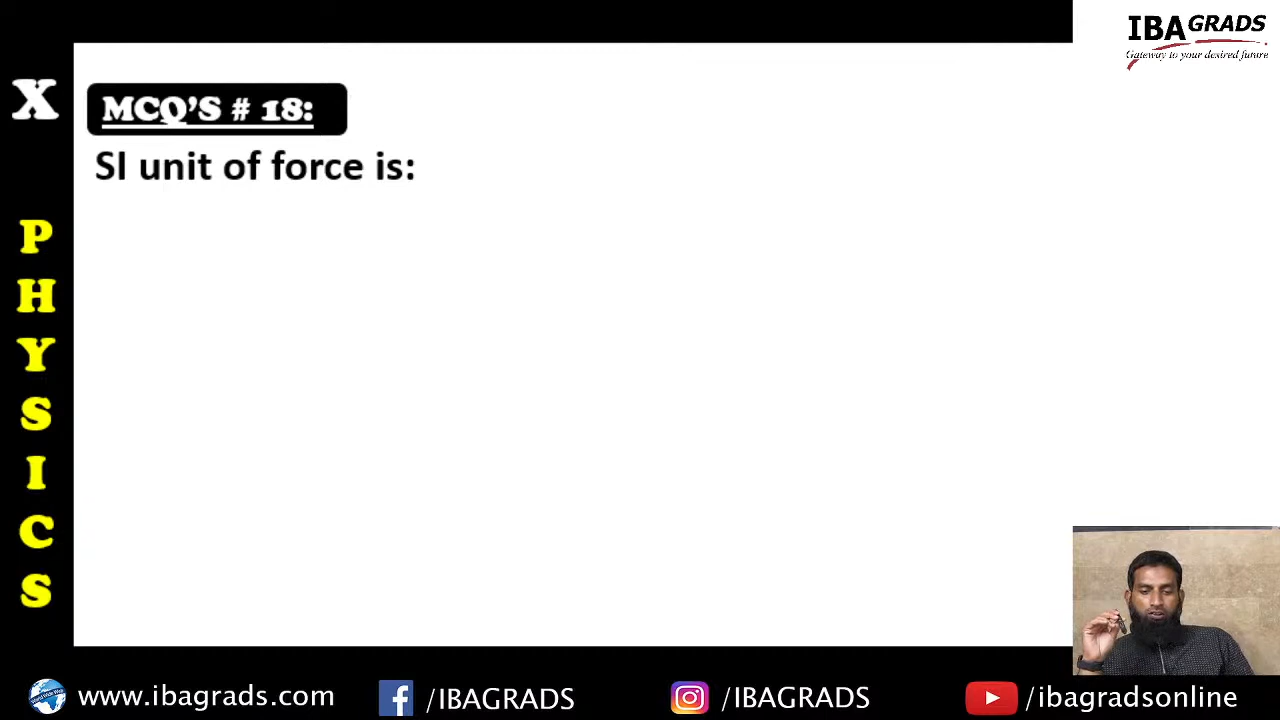 IBA GRADS
Gateway to your desired future
X
PHYSICS
MCQ'S # 18:
SI unit of force is:
www.ibagrads.com
/IBAGRADS
/IBAGRADS
/ibagradsonline